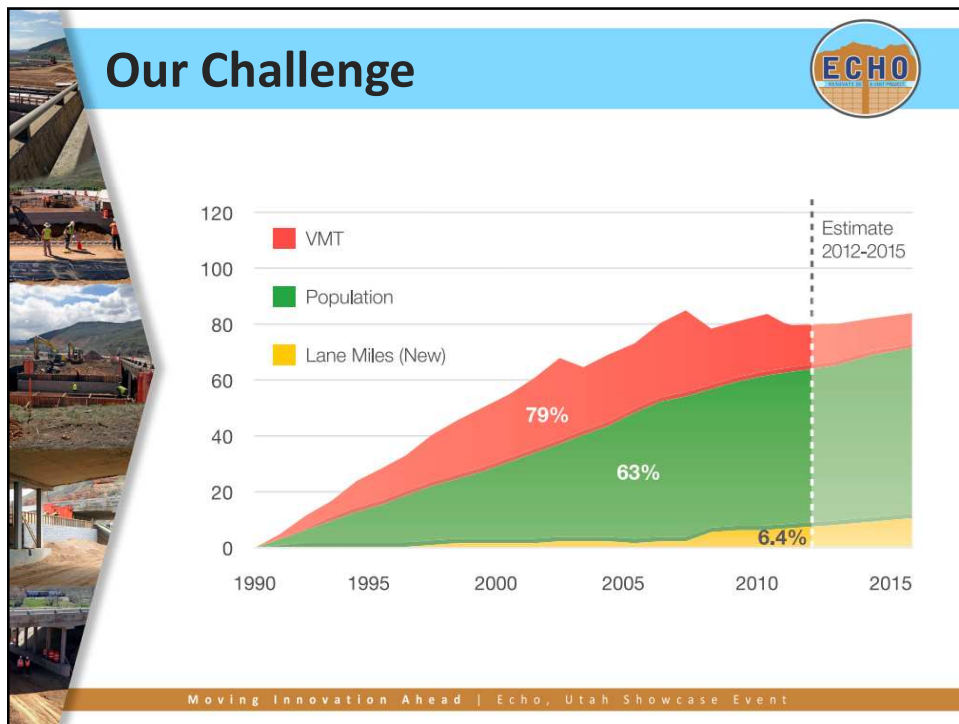 Our Challenge
ECHO
120
100
80
60
40
20
0
VMT
Population
Lane Miles (New)
Estimate
2012-2015
79%
63%
6.4%
1990 1995 2000 2005 2010 2015
Moving Innovation Ahead | Echo, Utah Showcase Event